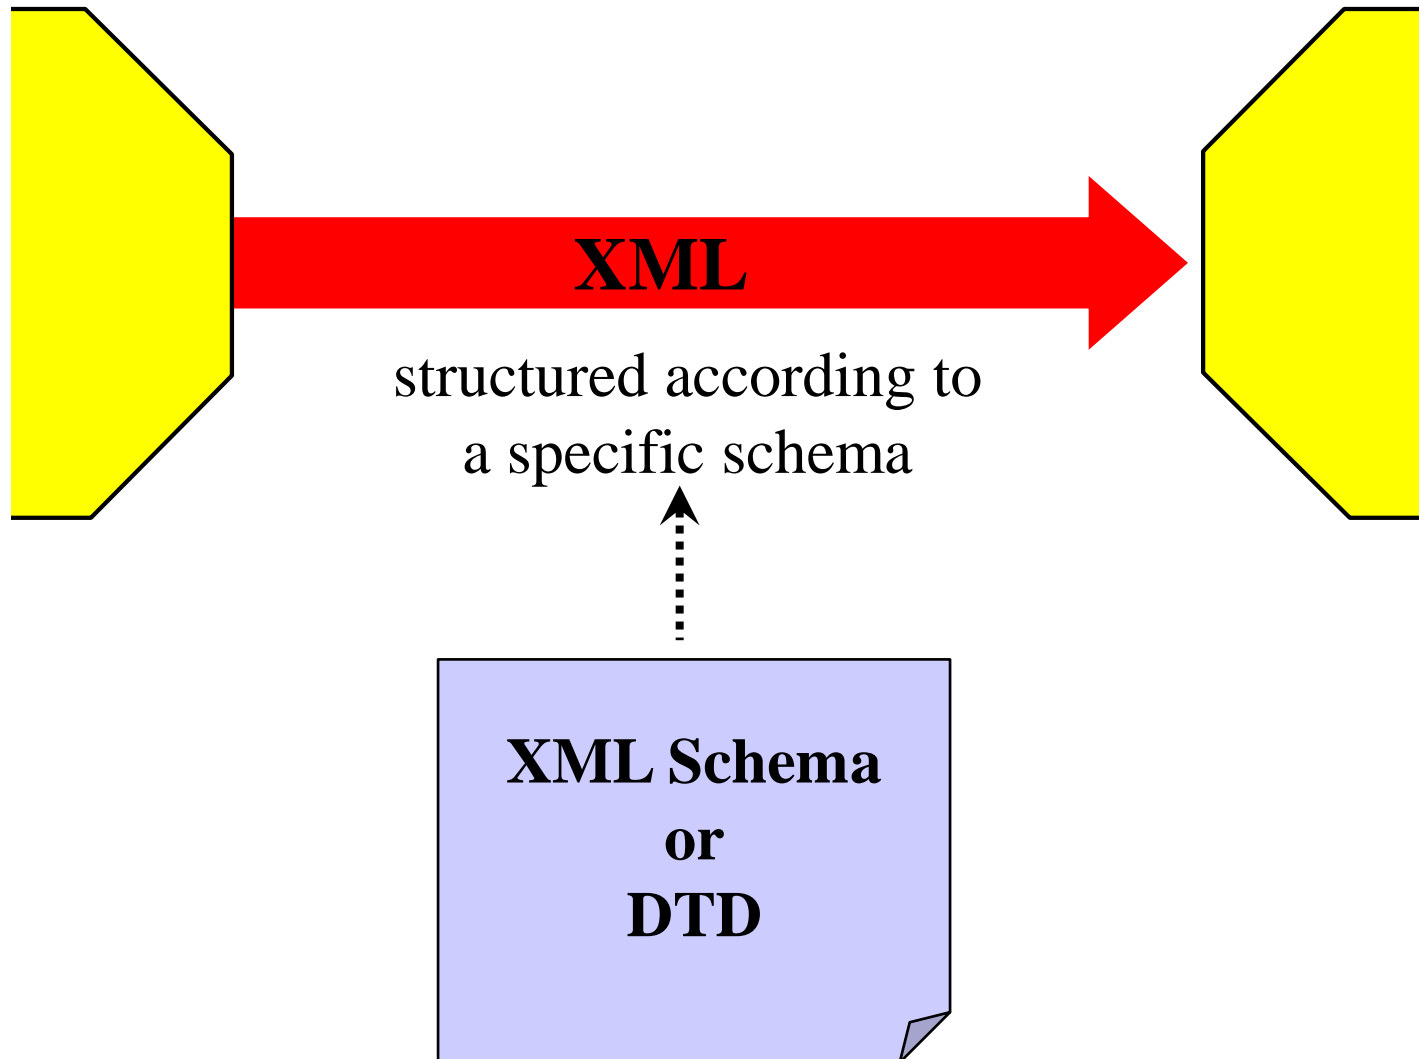 XML
structured according to
a specific schema
XML Schema
or
DTD